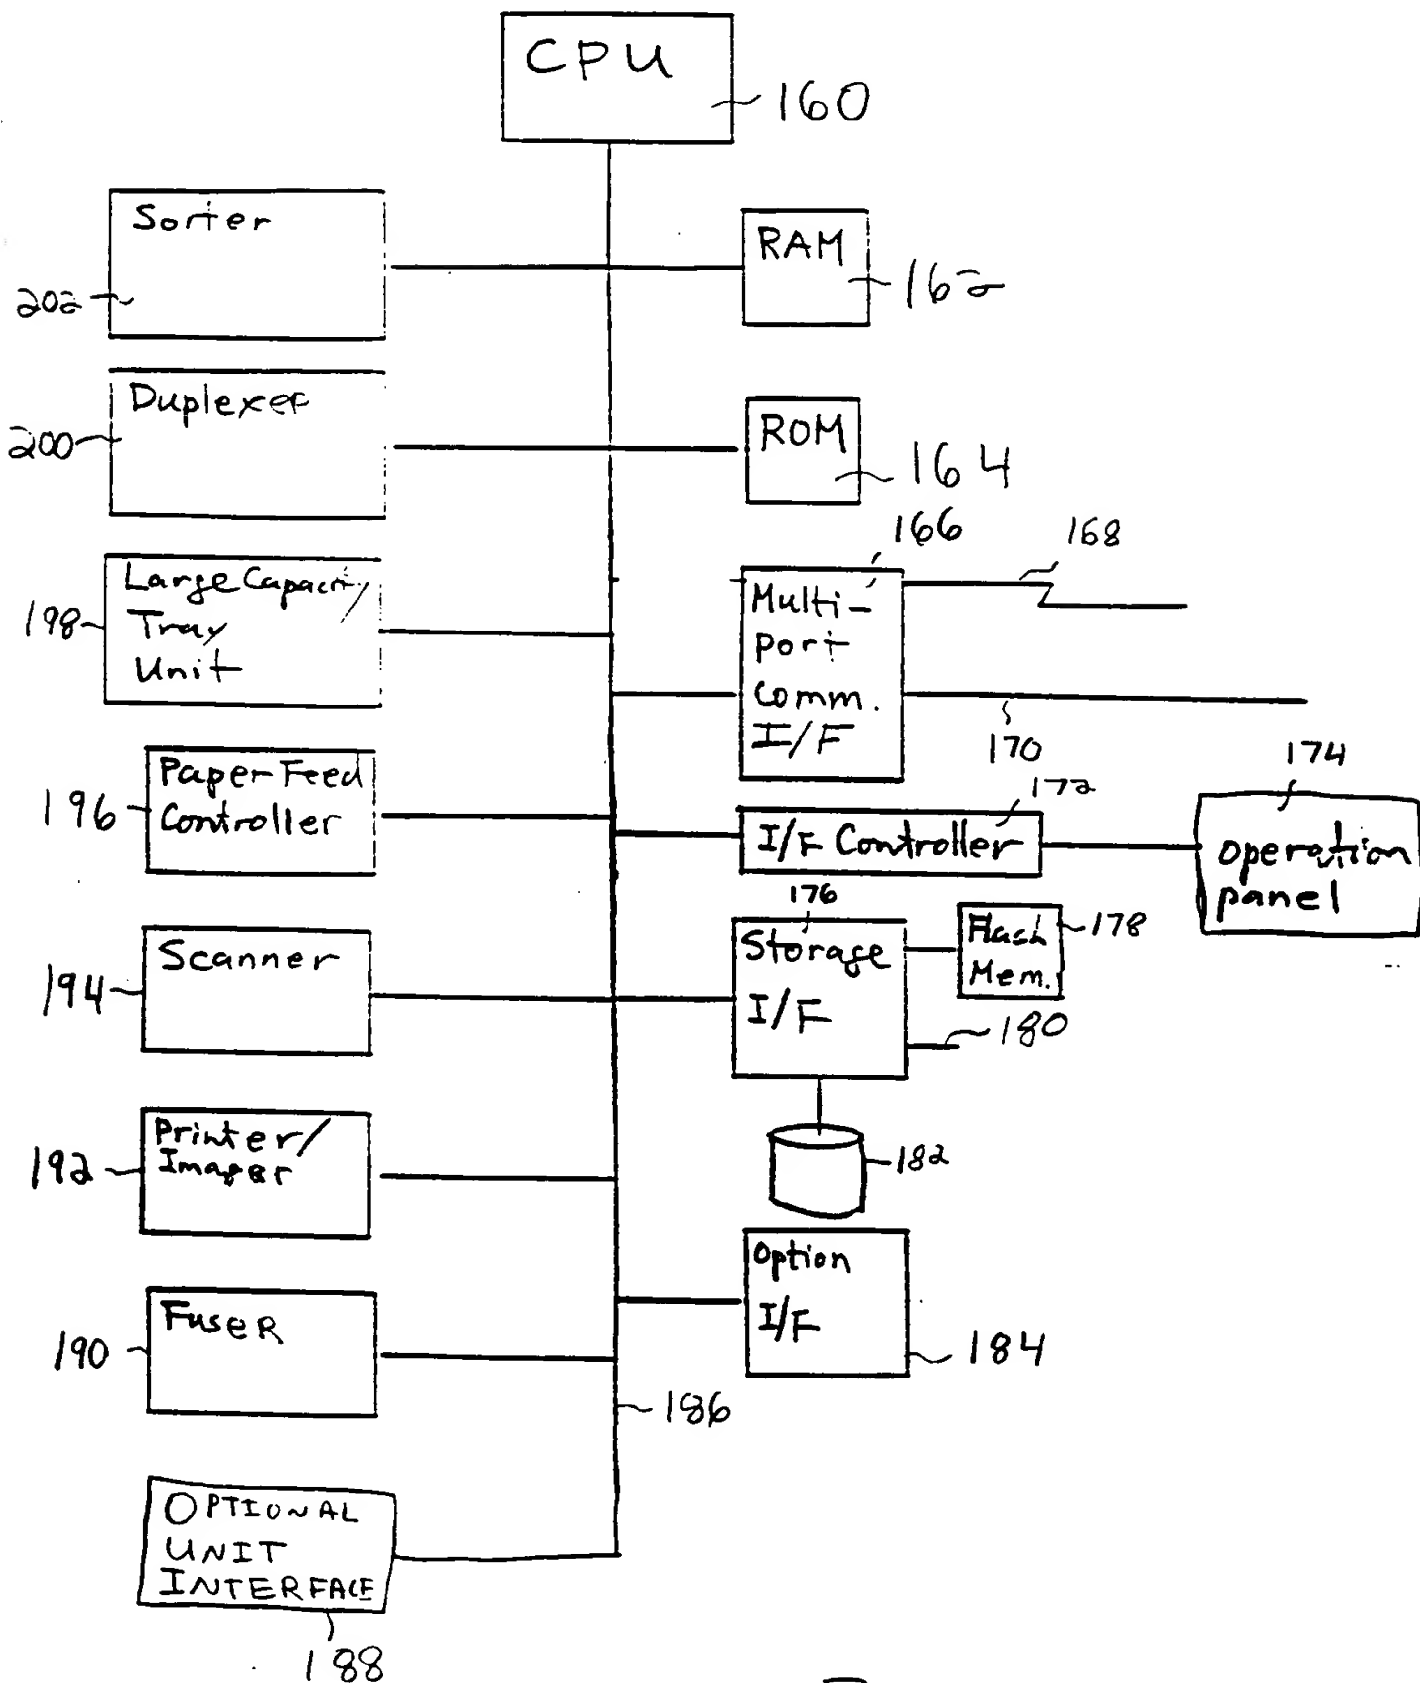 CPU
160
Sorter
202
RAM
162
Duplexer
200
ROM
164
166
168
Large Capacity
Tray
Unit
198
Multi-
port
comm.
I/F
170
Paper Feed
Controller
196
172
I/F Controller
174
operation
panel
176
Storage
I/F
Flash
Mem.
178
180
182
Scanner
194
Printer/
Imager
192
Option
I/F
184
Fuser
190
186
OPTIONAL
UNIT
INTERFACE
188